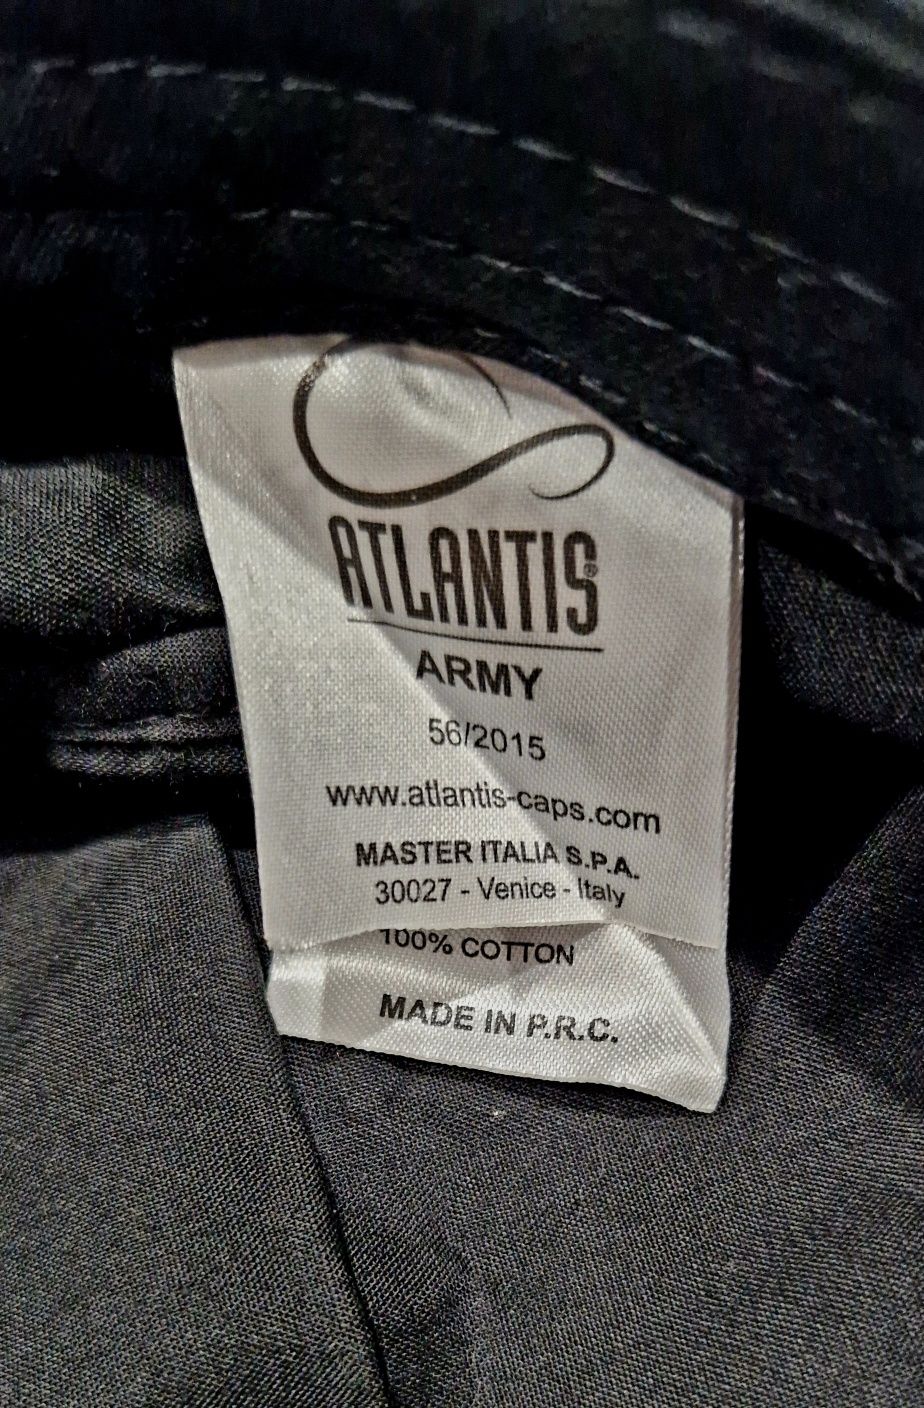 ATLANTIS®
ARMY
56/2015
www.atlantis-caps.com
MASTER ITALIA S.P.A.
30027 - Venice - Italy
100% COTTON
MADE IN P.R.C.